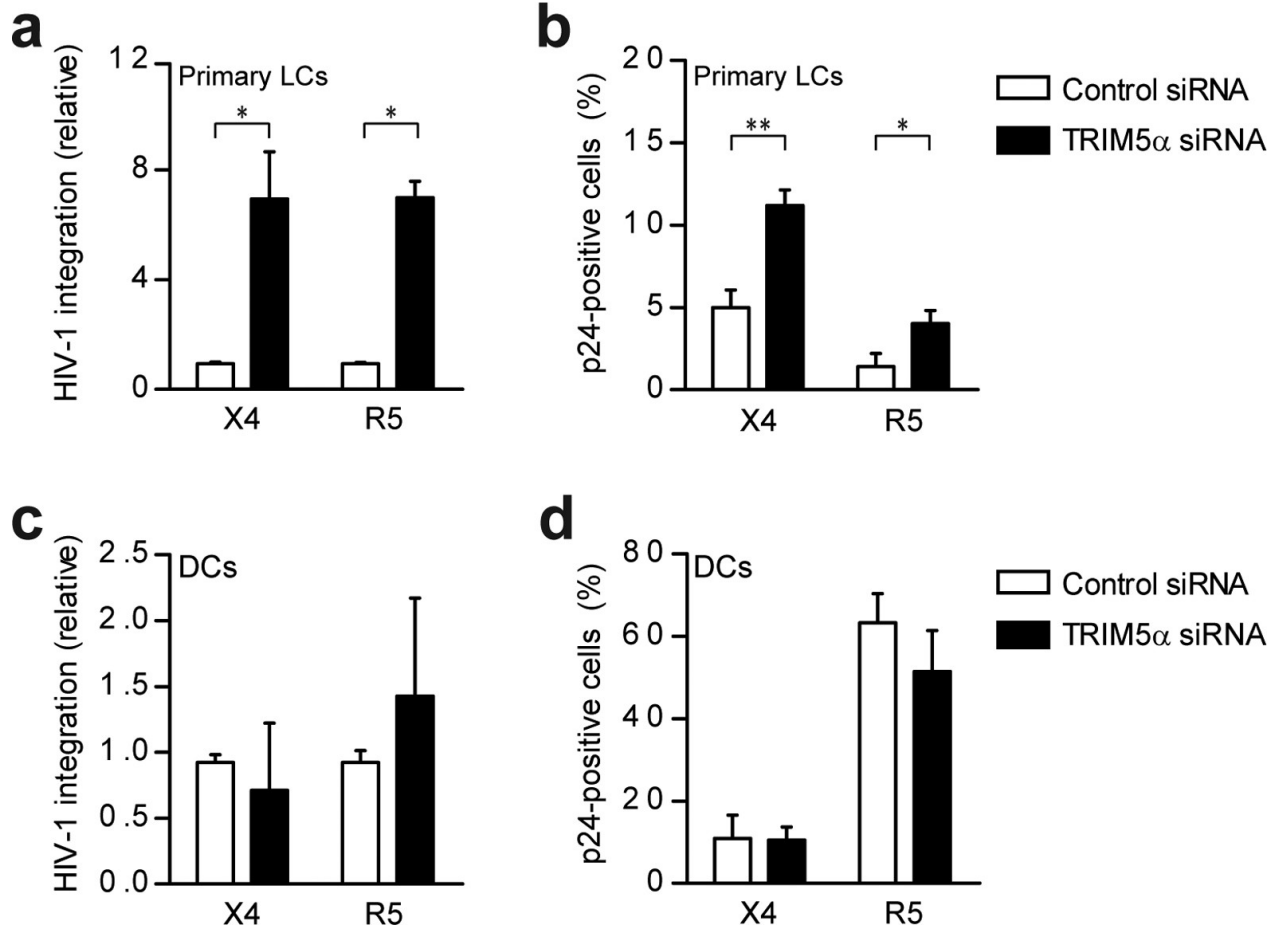 a
HIV-1 integration (relative)
12
8
4
0
Primary LCs
*
*
X4
R5
b
p24-positive cells (%)
20
15
10
5
0
Primary LCs
**
*
X4
R5
Control siRNA
TRIM5α siRNA
c
HIV-1 integration (relative)
2.5
2.0
1.5
1.0
0.5
0.0
DCs
X4
R5
d
p24-positive cells (%)
80
60
40
20
0
DCs
X4
R5
Control siRNA
TRIM5α siRNA